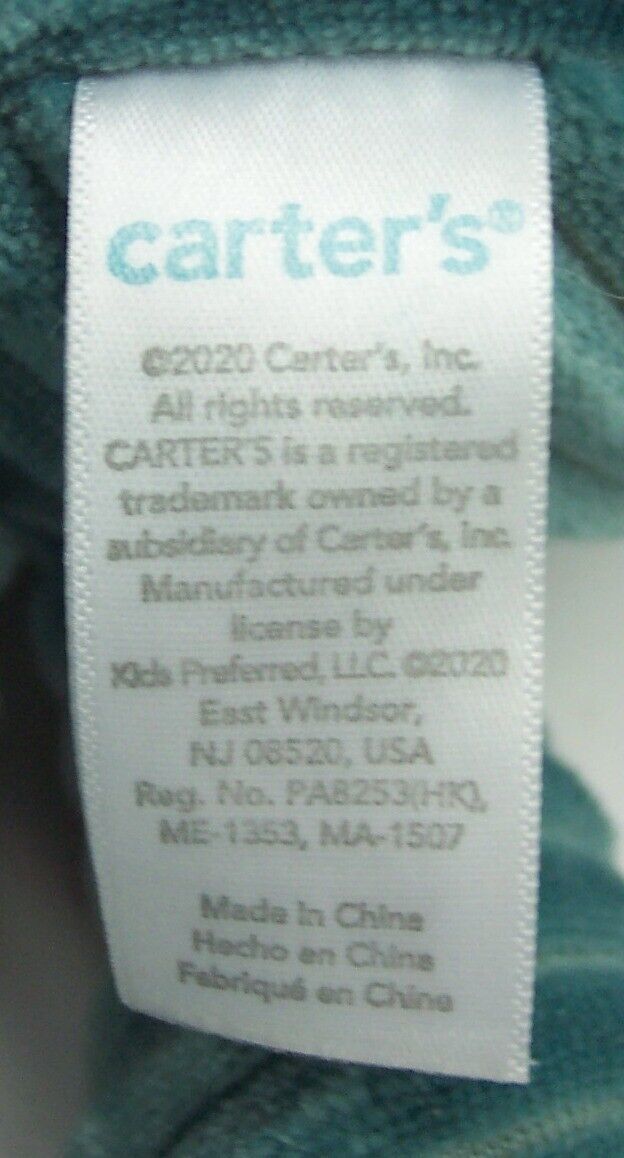 carter's®
©2020 Carter's, Inc.
All rights reserved.
CARTER'S is a registered
trademark owned by a
subsidiary of Carter's, Inc.
Manufactured under
license by
Kids Preferred, LLC. ©2020
East Windsor,
NJ 08520, USA
Reg. No. PA8253(HK),
ME-1353, MA-1507
Made in China
Hecho en China
Fabriqué en China